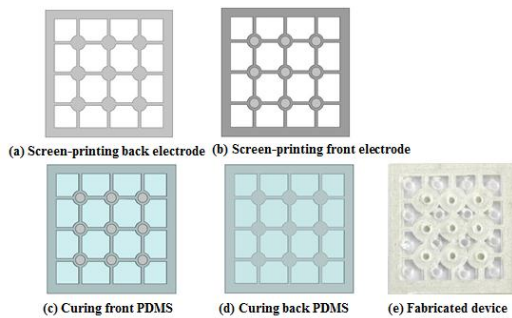 (a) Screen-printing back electrode
(b) Screen-printing front electrode
(c) Curing front PDMS
(d) Curing back PDMS
(e) Fabricated device